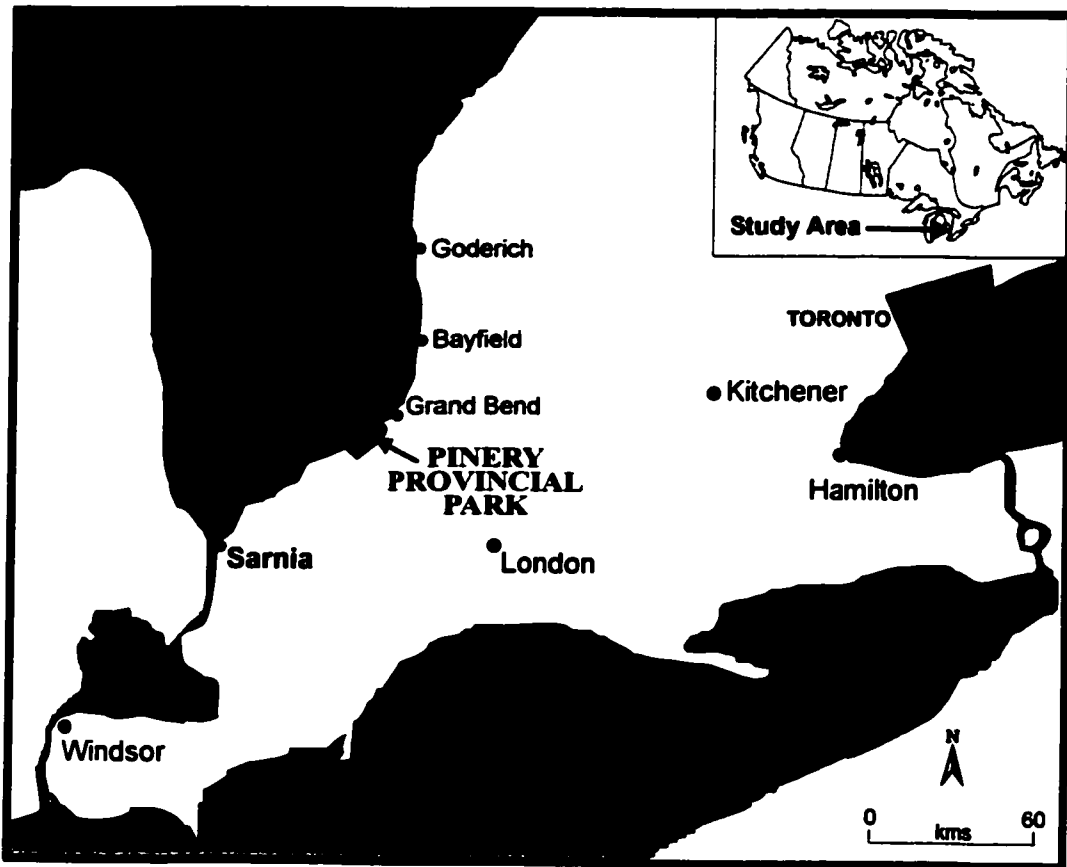 Study Area
Goderich
TORONTO
Bayfield
Kitchener
Grand Bend
PINERY
PROVINCIAL
PARK
Hamilton
Sarnia
London
Windsor
N
0 60
kms